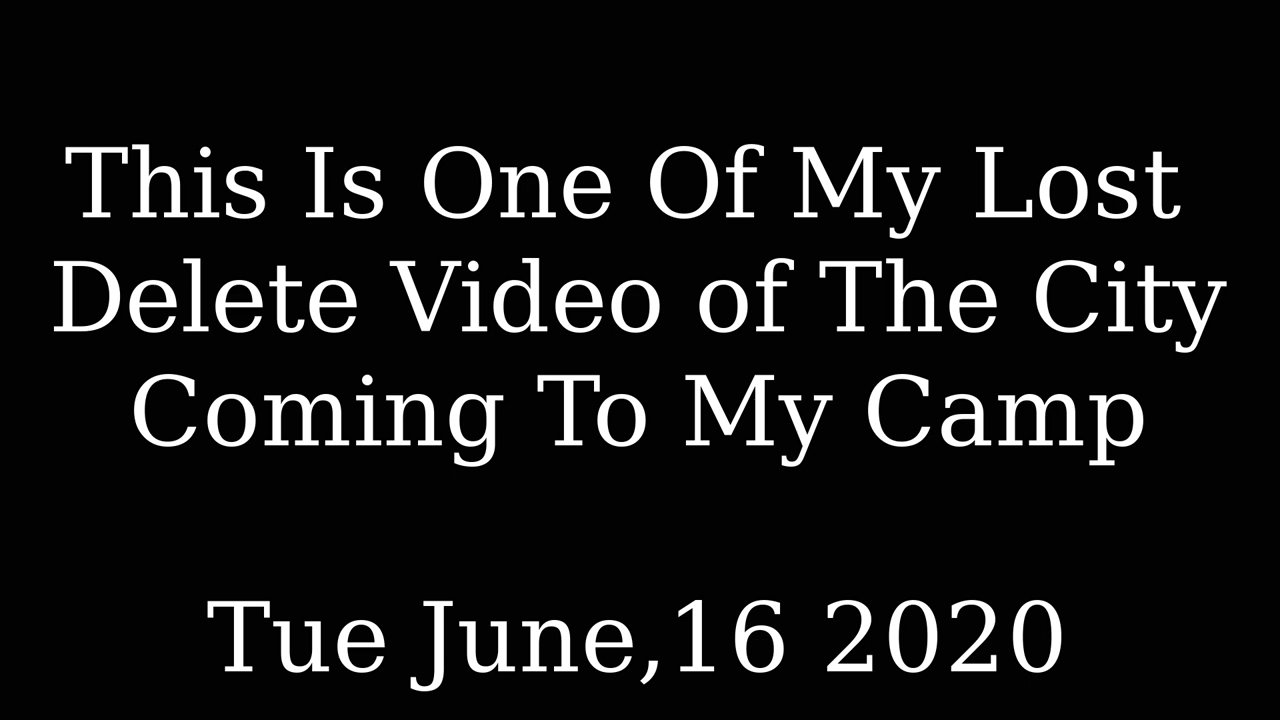 This Is One Of My Lost
Delete Video of The City
Coming To My Camp
Tue June,16 2020